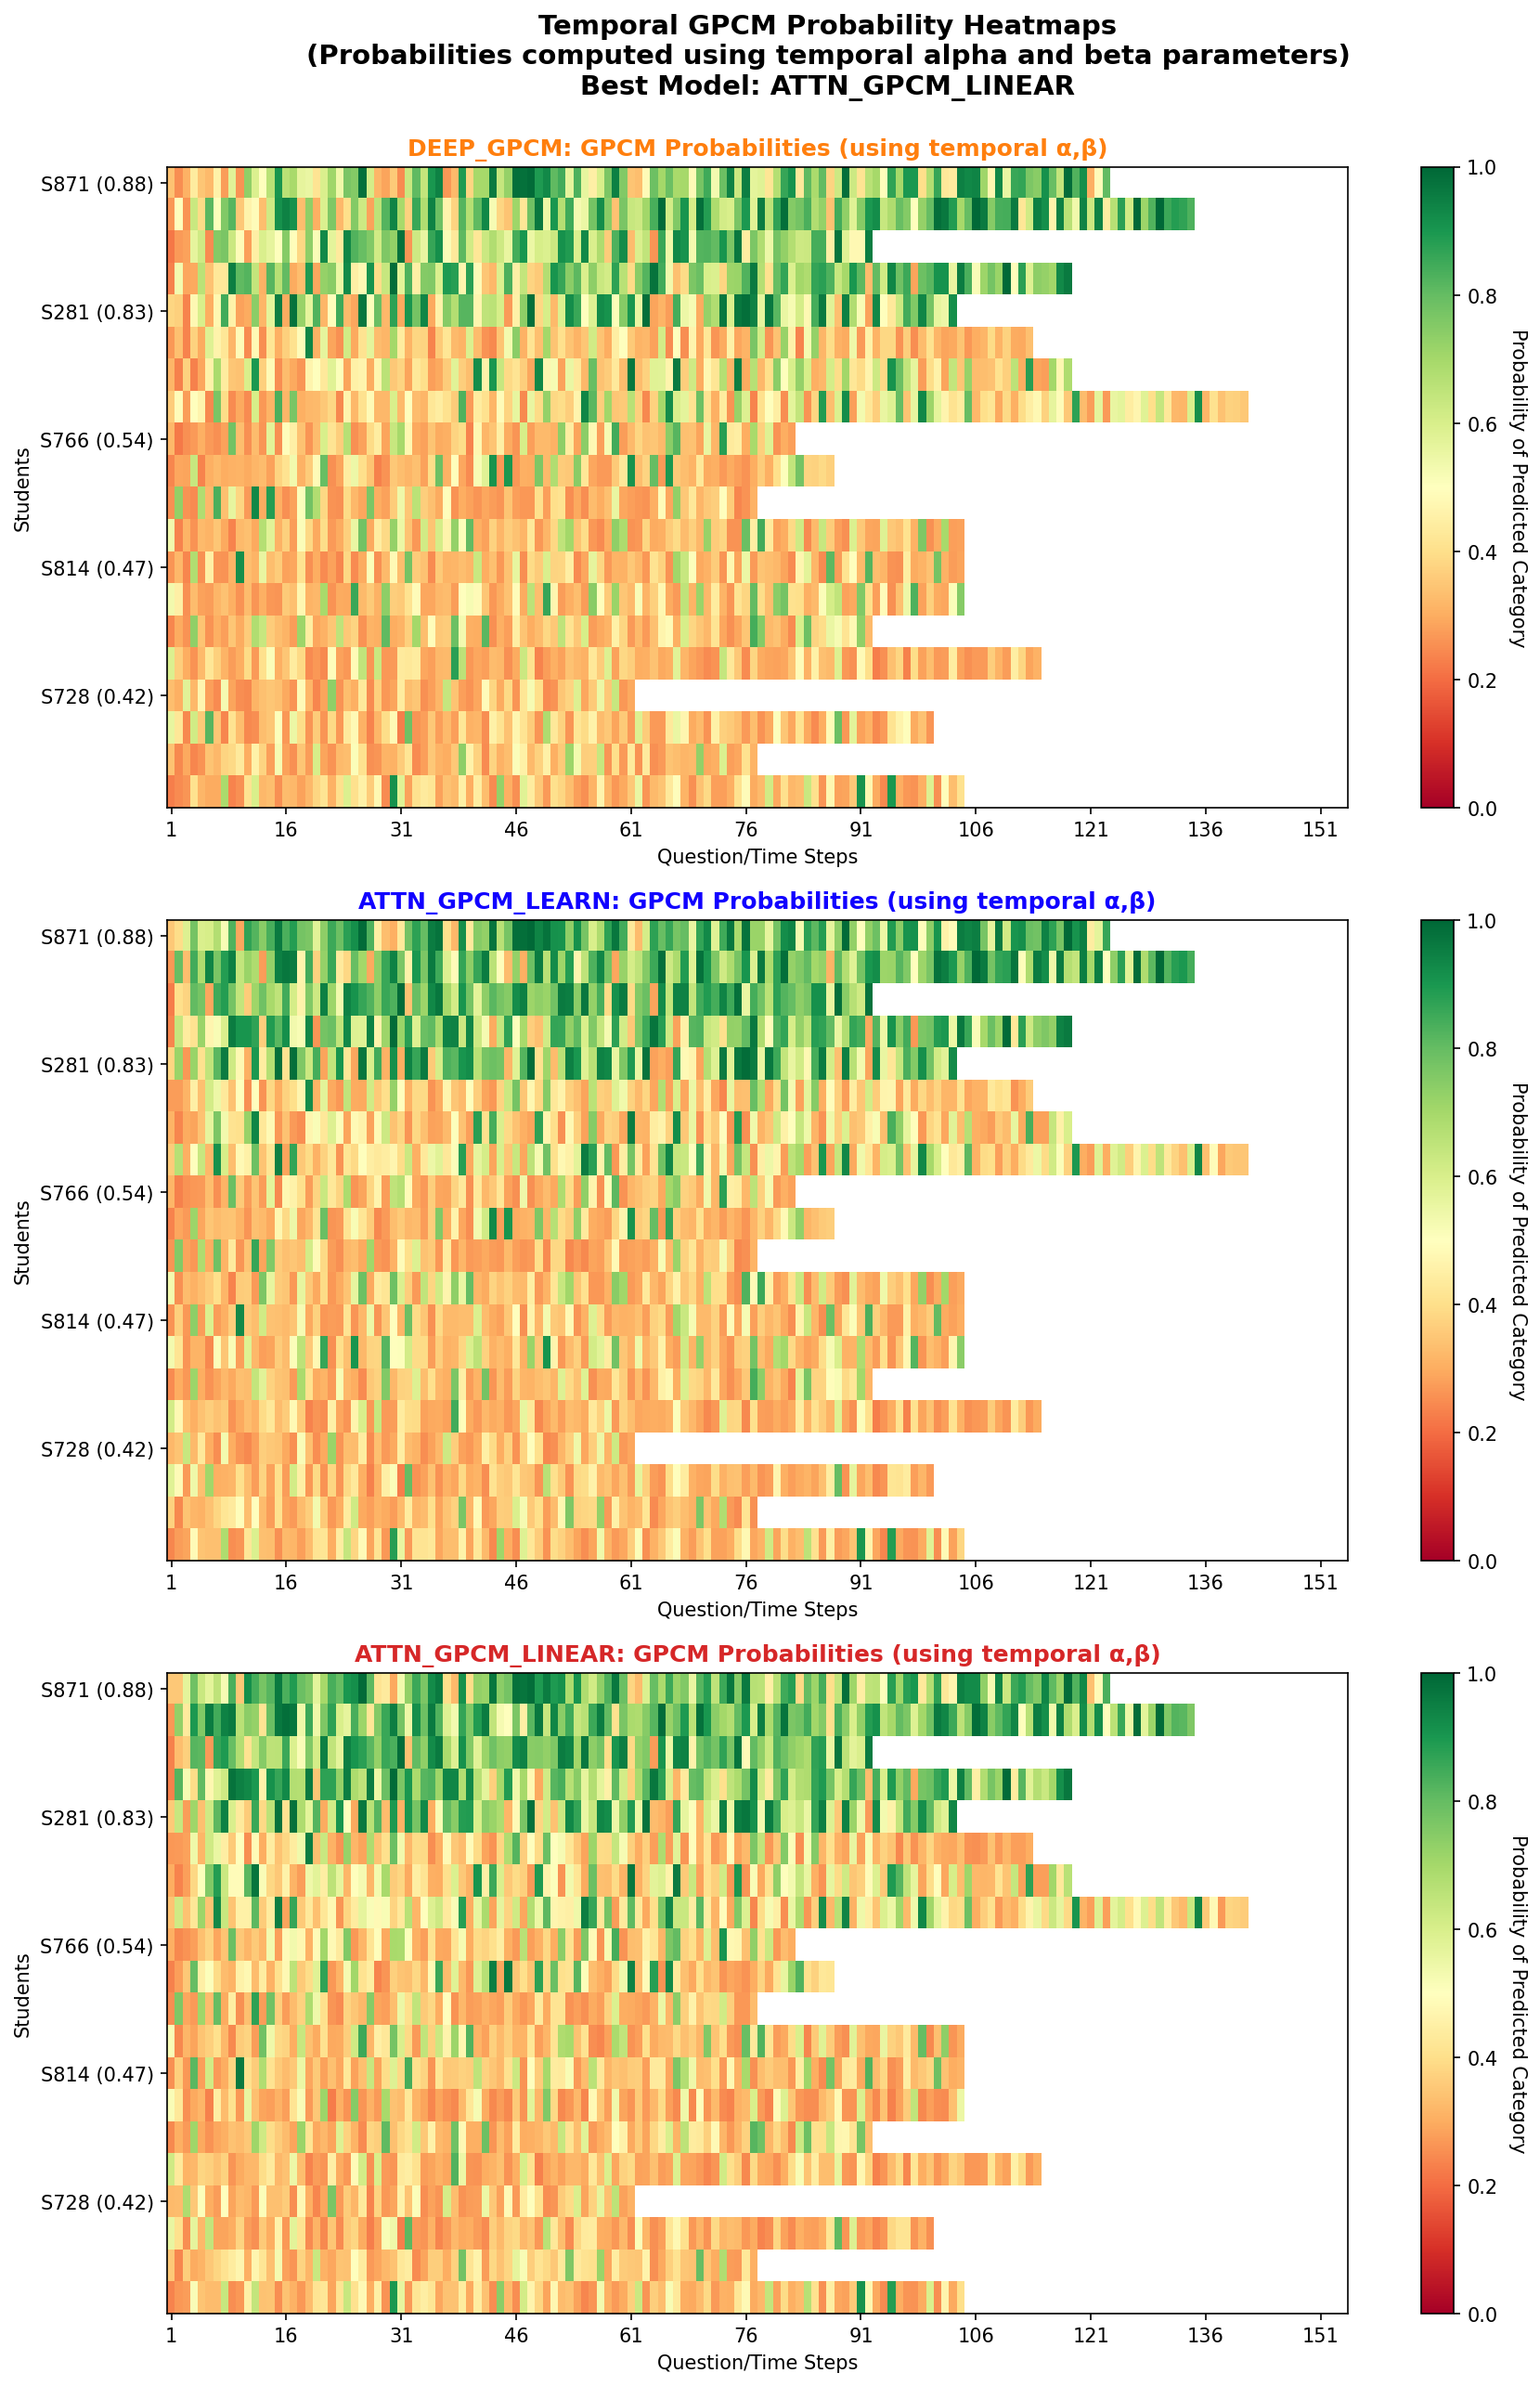 Temporal GPCM Probability Heatmaps
(Probabilities computed using temporal alpha and beta parameters)
Best Model: ATTN_GPCM_LINEAR
DEEP_GPCM: GPCM Probabilities (using temporal α,β)
S871 (0.88)
S281 (0.83)
S766 (0.54)
S814 (0.47)
S728 (0.42)
Students
1 16 31 46 61 76 91 106 121 136 151
Question/Time Steps
1.0
0.8
0.6
0.4
0.2
0.0
Probability of Predicted Category
ATTN_GPCM_LEARN: GPCM Probabilities (using temporal α,β)
S871 (0.88)
S281 (0.83)
S766 (0.54)
S814 (0.47)
S728 (0.42)
Students
1 16 31 46 61 76 91 106 121 136 151
Question/Time Steps
1.0
0.8
0.6
0.4
0.2
0.0
Probability of Predicted Category
ATTN_GPCM_LINEAR: GPCM Probabilities (using temporal α,β)
S871 (0.88)
S281 (0.83)
S766 (0.54)
S814 (0.47)
S728 (0.42)
Students
1 16 31 46 61 76 91 106 121 136 151
Question/Time Steps
1.0
0.8
0.6
0.4
0.2
0.0
Probability of Predicted Category